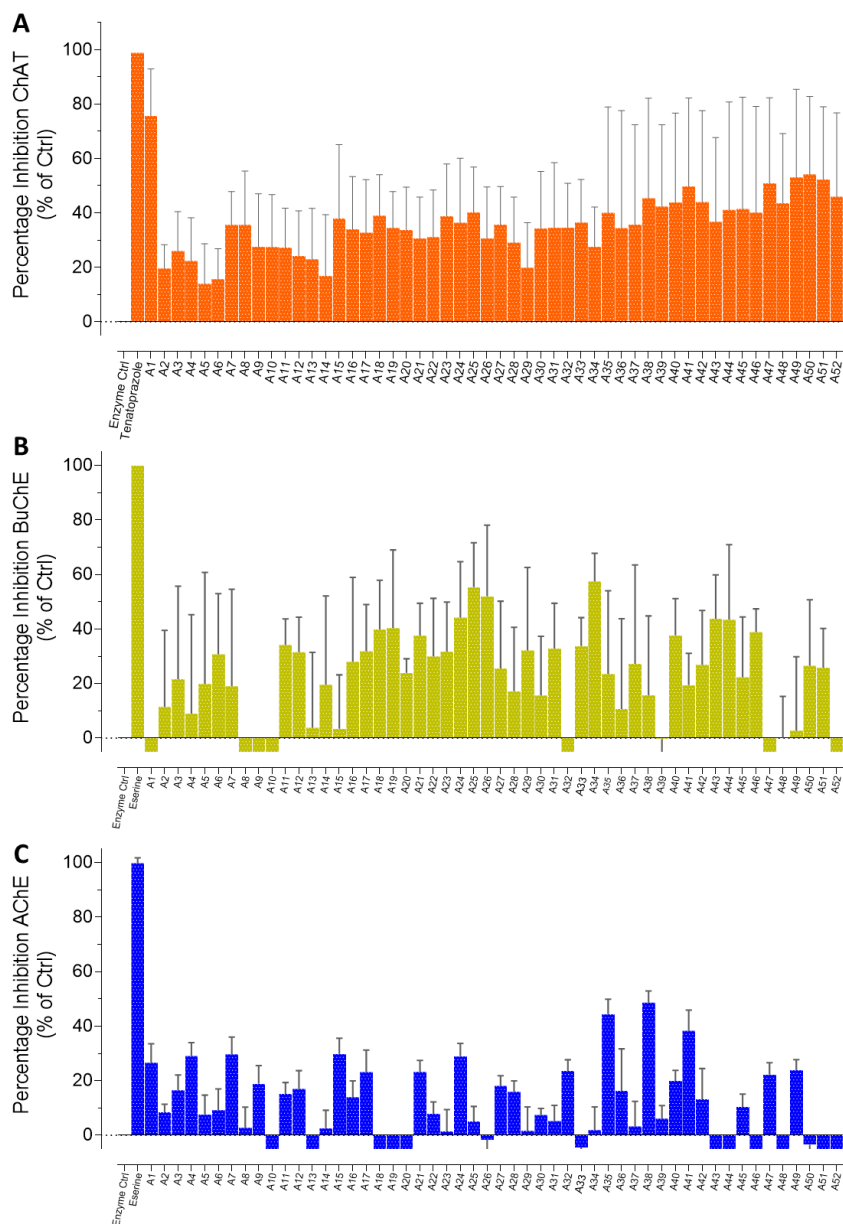 A
Percentage Inhibition ChAT
(% of Ctrl)
100
80
60
40
20
0
Enzyme Ctrl
Tenatoprazole
A1
A2
A3
A4
A5
A6
A7
A8
A9
A10
A11
A12
A13
A14
A15
A16
A17
A18
A19
A20
A21
A22
A23
A24
A25
A26
A27
A28
A29
A30
A31
A32
A33
A34
A35
A36
A37
A38
A39
A40
A41
A42
A43
A44
A45
A46
A47
A48
A49
A50
A51
A52
B
Percentage Inhibition BuChE
(% of Ctrl)
100
80
60
40
20
0
Enzyme Ctrl
Eserine
A1
A2
A3
A4
A5
A6
A7
A8
A9
A10
A11
A12
A13
A14
A15
A16
A17
A18
A19
A20
A21
A22
A23
A24
A25
A26
A27
A28
A29
A30
A31
A32
A33
A34
A35
A36
A37
A38
A39
A40
A41
A42
A43
A44
A45
A46
A47
A48
A49
A50
A51
A52
C
Percentage Inhibition AChE
(% of Ctrl)
100
80
60
40
20
0
Enzyme Ctrl
Eserine
A1
A2
A3
A4
A5
A6
A7
A8
A9
A10
A11
A12
A13
A14
A15
A16
A17
A18
A19
A20
A21
A22
A23
A24
A25
A26
A27
A28
A29
A30
A31
A32
A33
A34
A35
A36
A37
A38
A39
A40
A41
A42
A43
A44
A45
A46
A47
A48
A49
A50
A51
A52